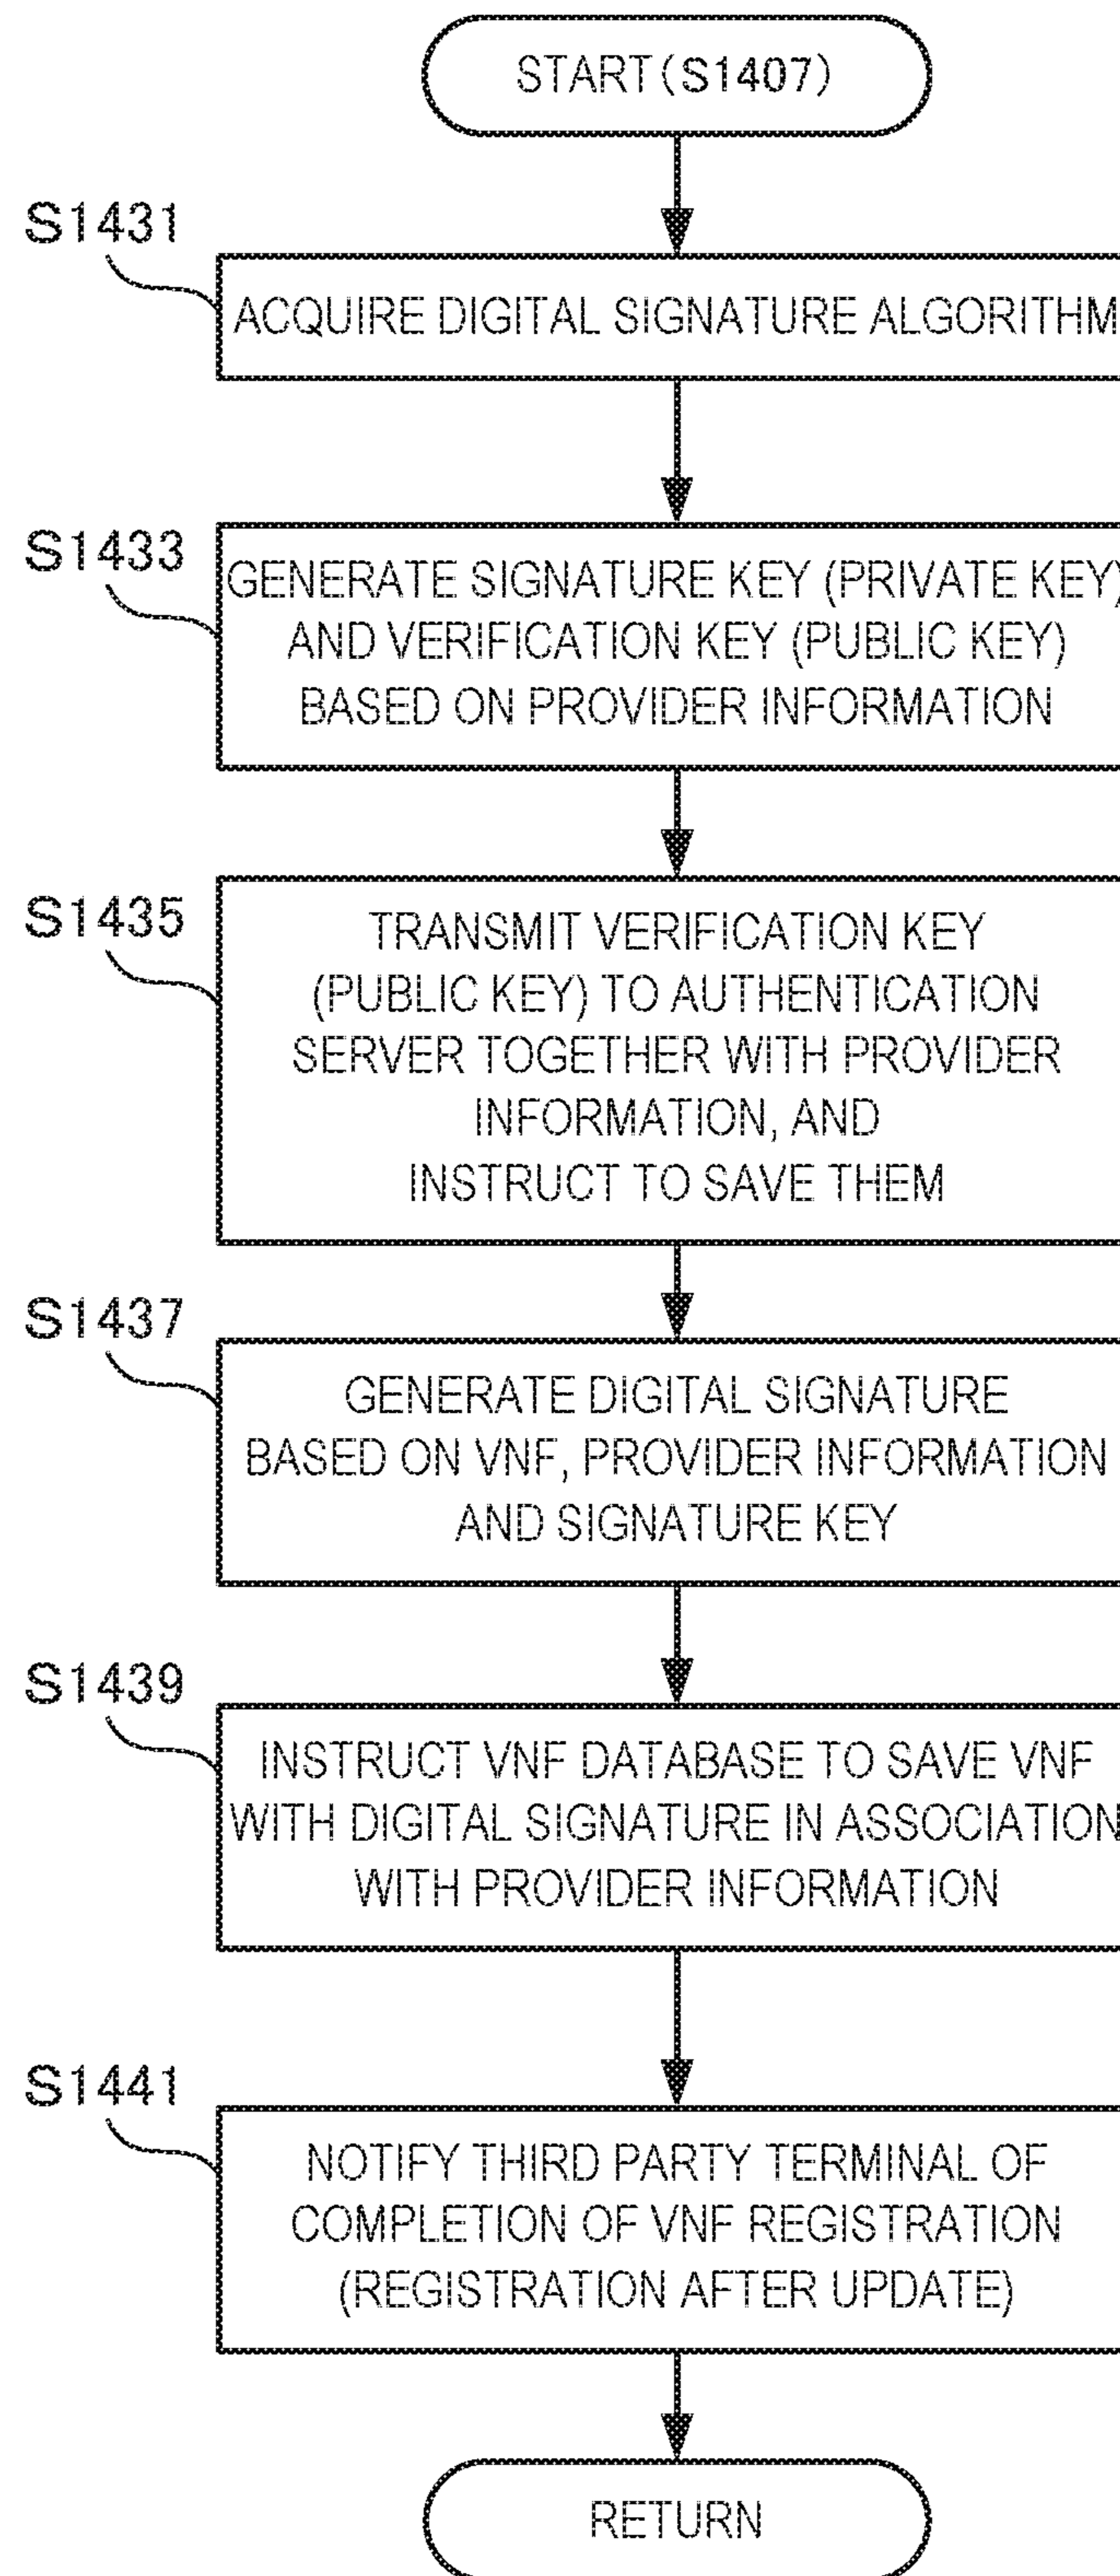 START(S1407)
S1431
ACQUIRE DIGITAL SIGNATURE ALGORITHM
S1433
GENERATE SIGNATURE KEY (PRIVATE KEY)
AND VERIFICATION KEY (PUBLIC KEY)
BASED ON PROVIDER INFORMATION
S1435
TRANSMIT VERIFICATION KEY
(PUBLIC KEY) TO AUTHENTICATION
SERVER TOGETHER WITH PROVIDER
INFORMATION, AND
INSTRUCT TO SAVE THEM
S1437
GENERATE DIGITAL SIGNATURE
BASED ON VNF, PROVIDER INFORMATION
AND SIGNATURE KEY
S1439
INSTRUCT VNF DATABASE TO SAVE VNF
WITH DIGITAL SIGNATURE IN ASSOCIATION
WITH PROVIDER INFORMATION
S1441
NOTIFY THIRD PARTY TERMINAL OF
COMPLETION OF VNF REGISTRATION
(REGISTRATION AFTER UPDATE)
RETURN